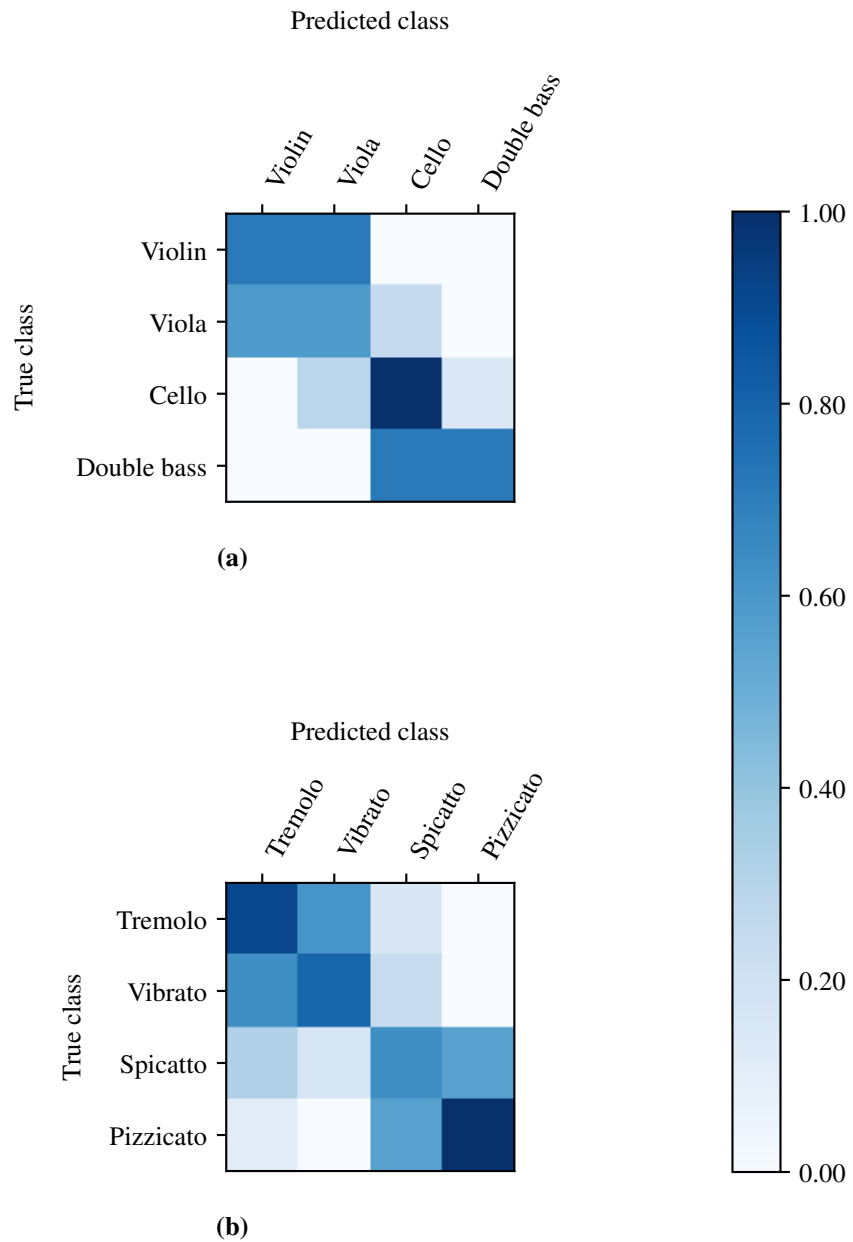 Predicted class
Violin
Viola
Cello
Double bass
True class
Violin
Viola
Cello
Double bass
(a)
1.00
0.80
0.60
0.40
0.20
0.00
Predicted class
Tremolo
Vibrato
Spicatto
Pizzicato
True class
Tremolo
Vibrato
Spicatto
Pizzicato
(b)